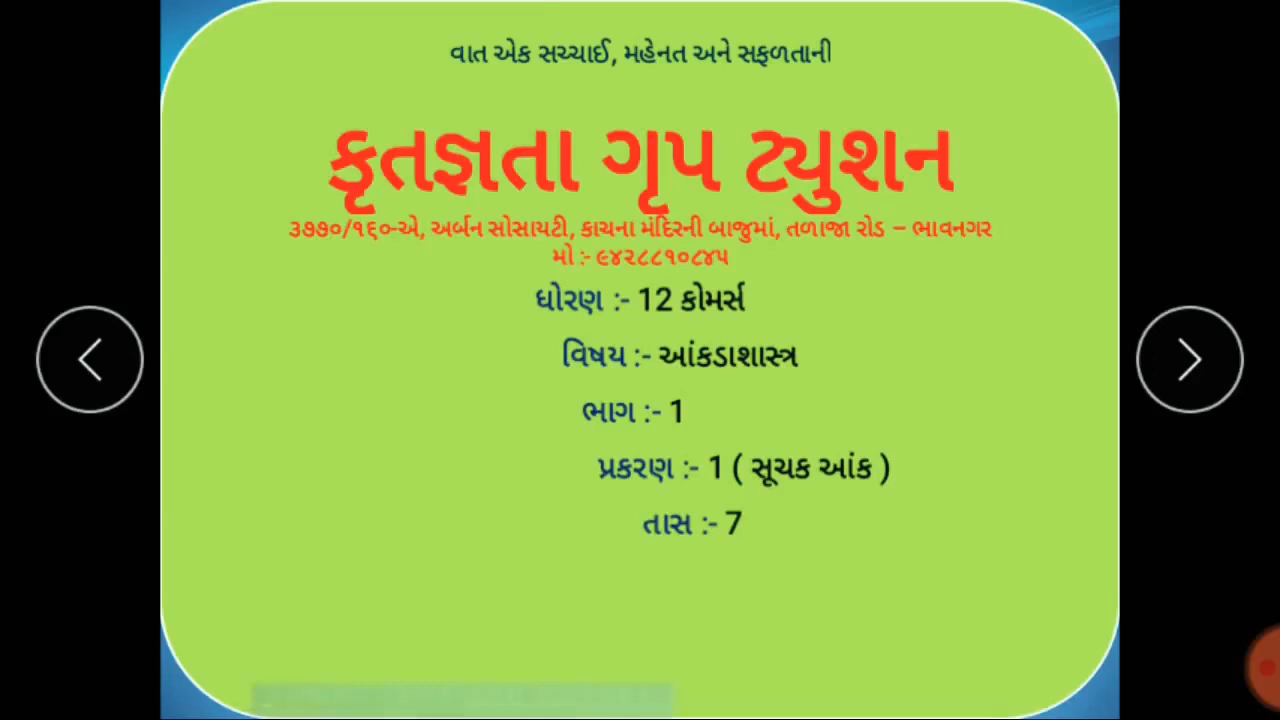 વાત એક સચ્ચાઈ, મહેનત અને સફળતાની
કૃતજ્ઞતા ગૃપ ટ્યુશન
૩૭૭૦/૧૬૦-એ, અર્બન સોસાયટી, કાચના મંદિરની બાજુમાં, તળાજા રોડ – ભાવનગર
મો :- ૯૪૨૮૮૧૦૮૪૫
ધોરણ :- 12 કોમર્સ
વિષય :- આંકડાશાસ્ત્ર
ભાગ :- 1
પ્રકરણ :- 1 ( સૂચક આંક )
તાસ :- 7